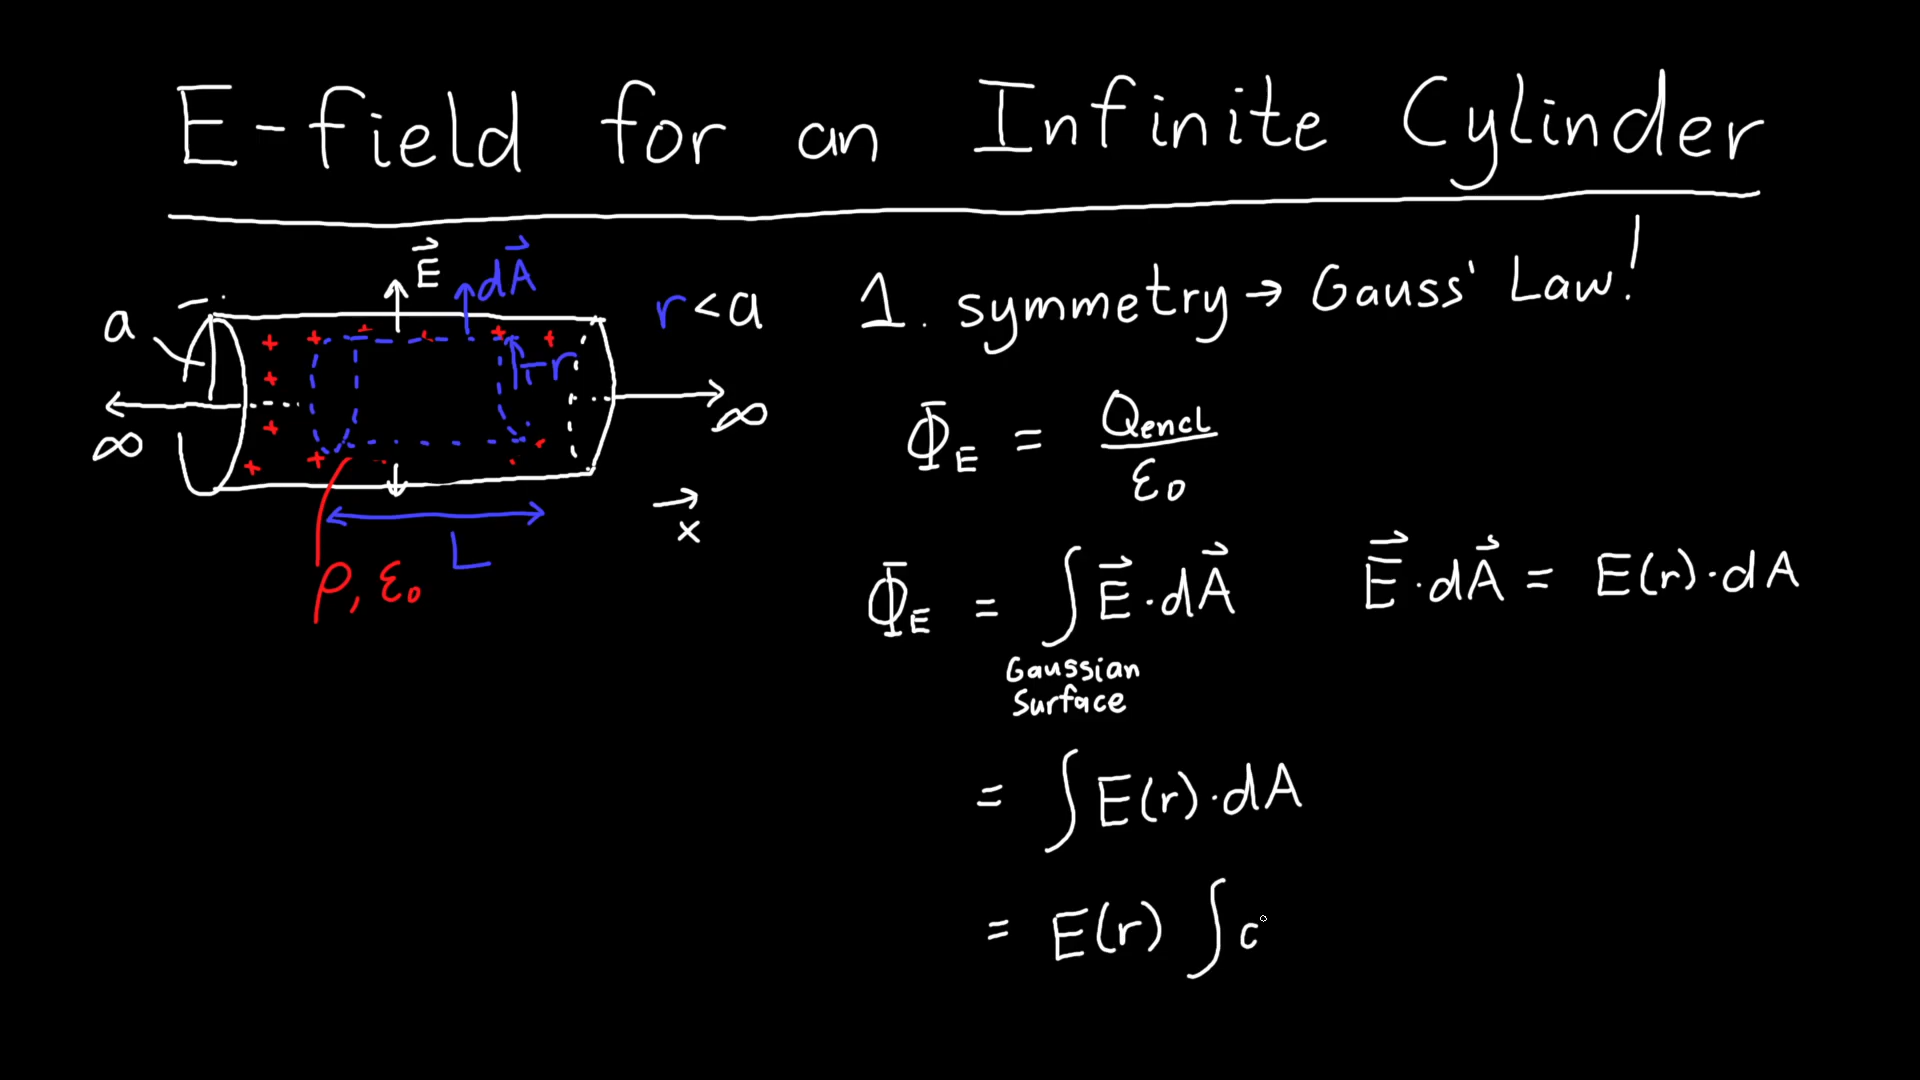 E-field for an Infinite Cylinder
E⃗ dA⃗
a
r < a
r
∞ ∞
x
L
ρ, ε₀
1. symmetry → Gauss' Law!
Φ_E = Q_encl / ε₀
Φ_E = ∫ E⃗ · dA⃗
Gaussian
Surface
E⃗ · dA⃗ = E(r) · dA
= ∫ E(r) · dA
= E(r) ∫ c